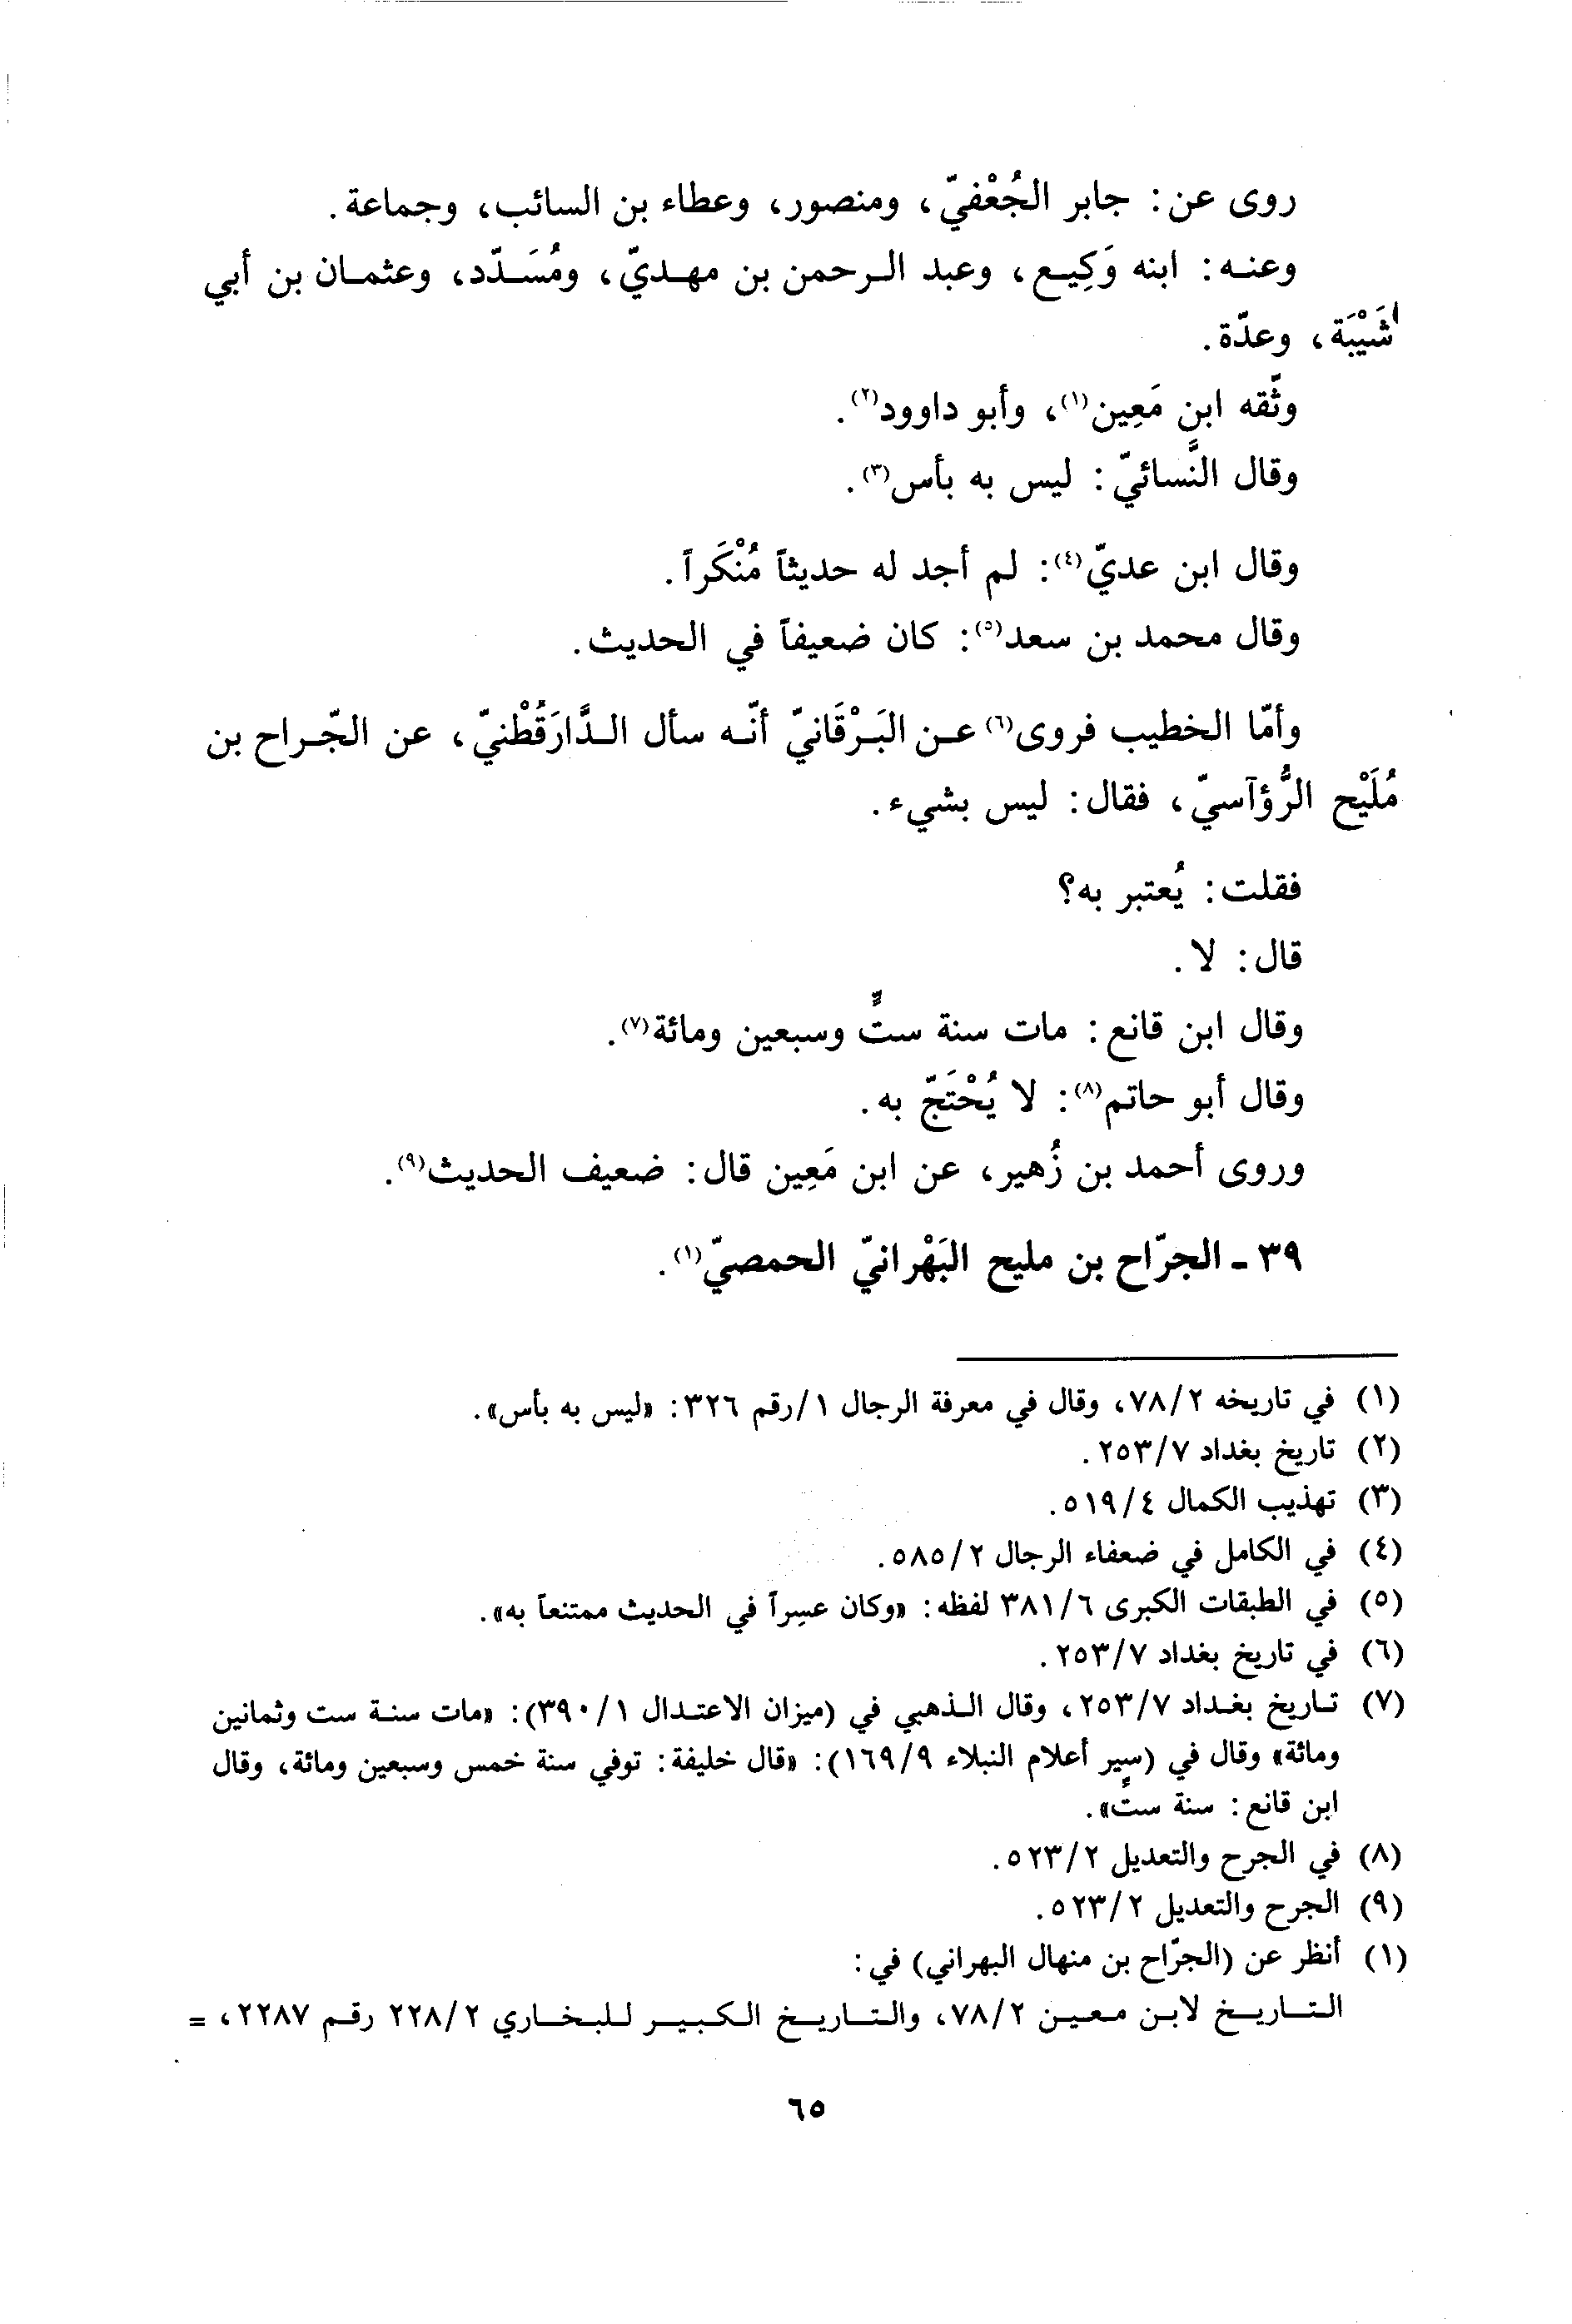 روى عن: جابر الجُعْفيّ، ومنصور، وعطاء بن السائب، وجماعة.
وعنه: ابنه وَكِيع، وعبد الرحمن بن مهديّ، ومُسَدّد، وعثمان بن أبي
شَيْبَة، وعدّة.
وثّقه ابن مَعِين(١)، وأبو داوود(٢).
وقال النَّسائيّ: ليس به بأس(٣).
وقال ابن عديّ(٤): لم أجد له حديثاً مُنْكَراً.
وقال محمد بن سعد(٥): كان ضعيفاً في الحديث.
وأمّا الخطيب فروى(٦) عن البَرْقَانيّ أنّه سأل الدَّارَقُطْنيّ، عن الجّراح بن
مُلَيْح الرُّؤآسيّ، فقال: ليس بشيء.
فقلت: يُعتبر به؟
قال: لا.
وقال ابن قانع: مات سنة ستٍّ وسبعين ومائة(٧).
وقال أبو حاتم(٨): لا يُحْتَجّ به.
وروى أحمد بن زُهير، عن ابن مَعِين قال: ضعيف الحديث(٩).
٣٩ - الجرّاح بن مليح البَهْرانيّ الحمصيّ(١).
(١) في تاريخه ٧٨/٢، وقال في معرفة الرجال ١/رقم ٣٢٦: «ليس به بأس».
(٢) تاريخ بغداد ٢٥٣/٧.
(٣) تهذيب الكمال ٥١٩/٤.
(٤) في الكامل في ضعفاء الرجال ٥٨٥/٢.
(٥) في الطبقات الكبرى ٣٨١/٦ لفظه: «وكان عسِراً في الحديث ممتنعاً به».
(٦) في تاريخ بغداد ٢٥٣/٧.
(٧) تاريخ بغداد ٢٥٣/٧، وقال الذهبي في (ميزان الاعتدال ٣٩٠/١): «مات سنة ست وثمانين
ومائة» وقال في (سير أعلام النبلاء ١٦٩/٩): «قال خليفة: توفي سنة خمس وسبعين ومائة، وقال
ابن قانع: سنة ستٍّ».
(٨) في الجرح والتعديل ٥٢٣/٢.
(٩) الجرح والتعديل ٥٢٣/٢.
(١) أنظر عن (الجرّاح بن منهال البهراني) في:
التاريخ لابن معين ٧٨/٢، والتاريخ الكبير للبخاري ٢٢٨/٢ رقم ٢٢٨٧، =
٦٥